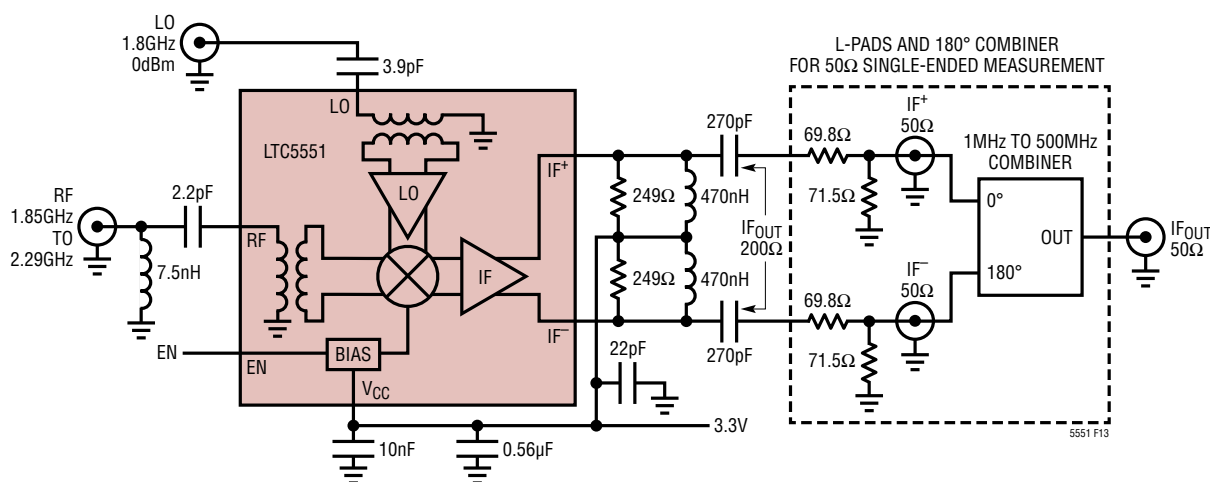 LO
1.8GHz
0dBm
3.9pF
LO
LTC5551
LO
RF
1.85GHz
TO
2.29GHz
2.2pF
7.5nH
RF
IF
IF+
IF–
EN
EN
BIAS
VCC
10nF
0.56µF
3.3V
22pF
249Ω
470nH
249Ω
470nH
270pF
270pF
IFOUT
200Ω
L-PADS AND 180° COMBINER
FOR 50Ω SINGLE-ENDED MEASUREMENT
69.8Ω
71.5Ω
IF+
50Ω
69.8Ω
71.5Ω
IF–
50Ω
1MHz TO 500MHz
COMBINER
0°
180°
OUT
IFOUT
50Ω
5551 F13